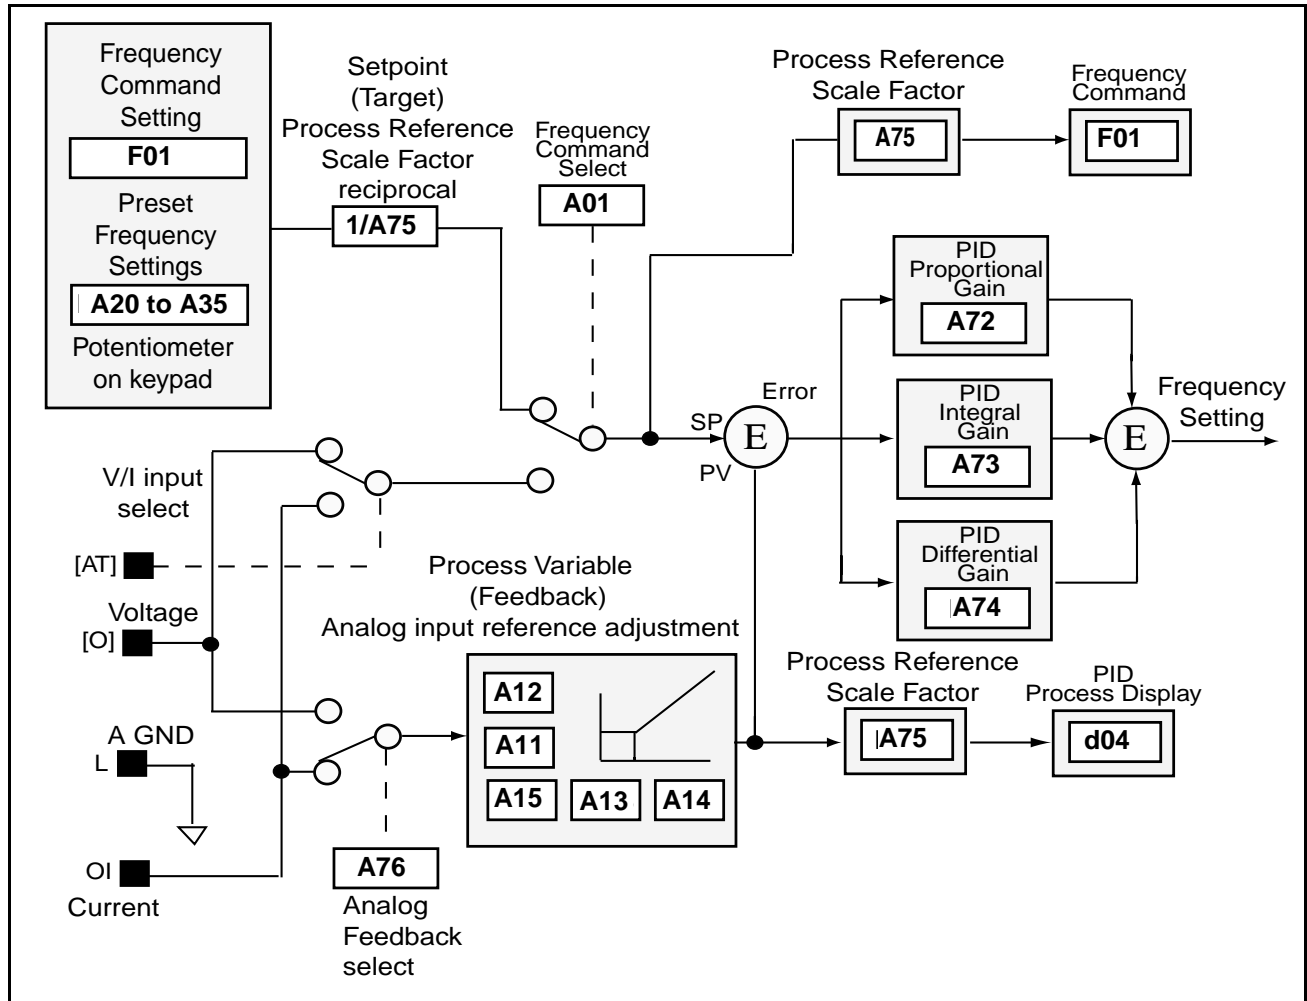 Frequency
Command
Setting
F01
Preset
Frequency
Settings
A20 to A35
Potentiometer
on keypad
Setpoint
(Target)
Process Reference
Scale Factor
reciprocal
1/A75
Frequency
Command
Select
A01
Process Reference
Scale Factor
A75
Frequency
Command
F01
PID
Proportional
Gain
A72
PID
Integral
Gain
A73
PID
Differential
Gain
A74
SP
PV
E
Error
E
Frequency
Setting
V/I input
select
[AT]
Voltage
[O]
A GND
L
OI
Current
Process Variable
(Feedback)
Analog input reference adjustment
A12
A11
A15
A13
A14
A76
Analog
Feedback
select
Process Reference
Scale Factor
A75
PID
Process Display
d04